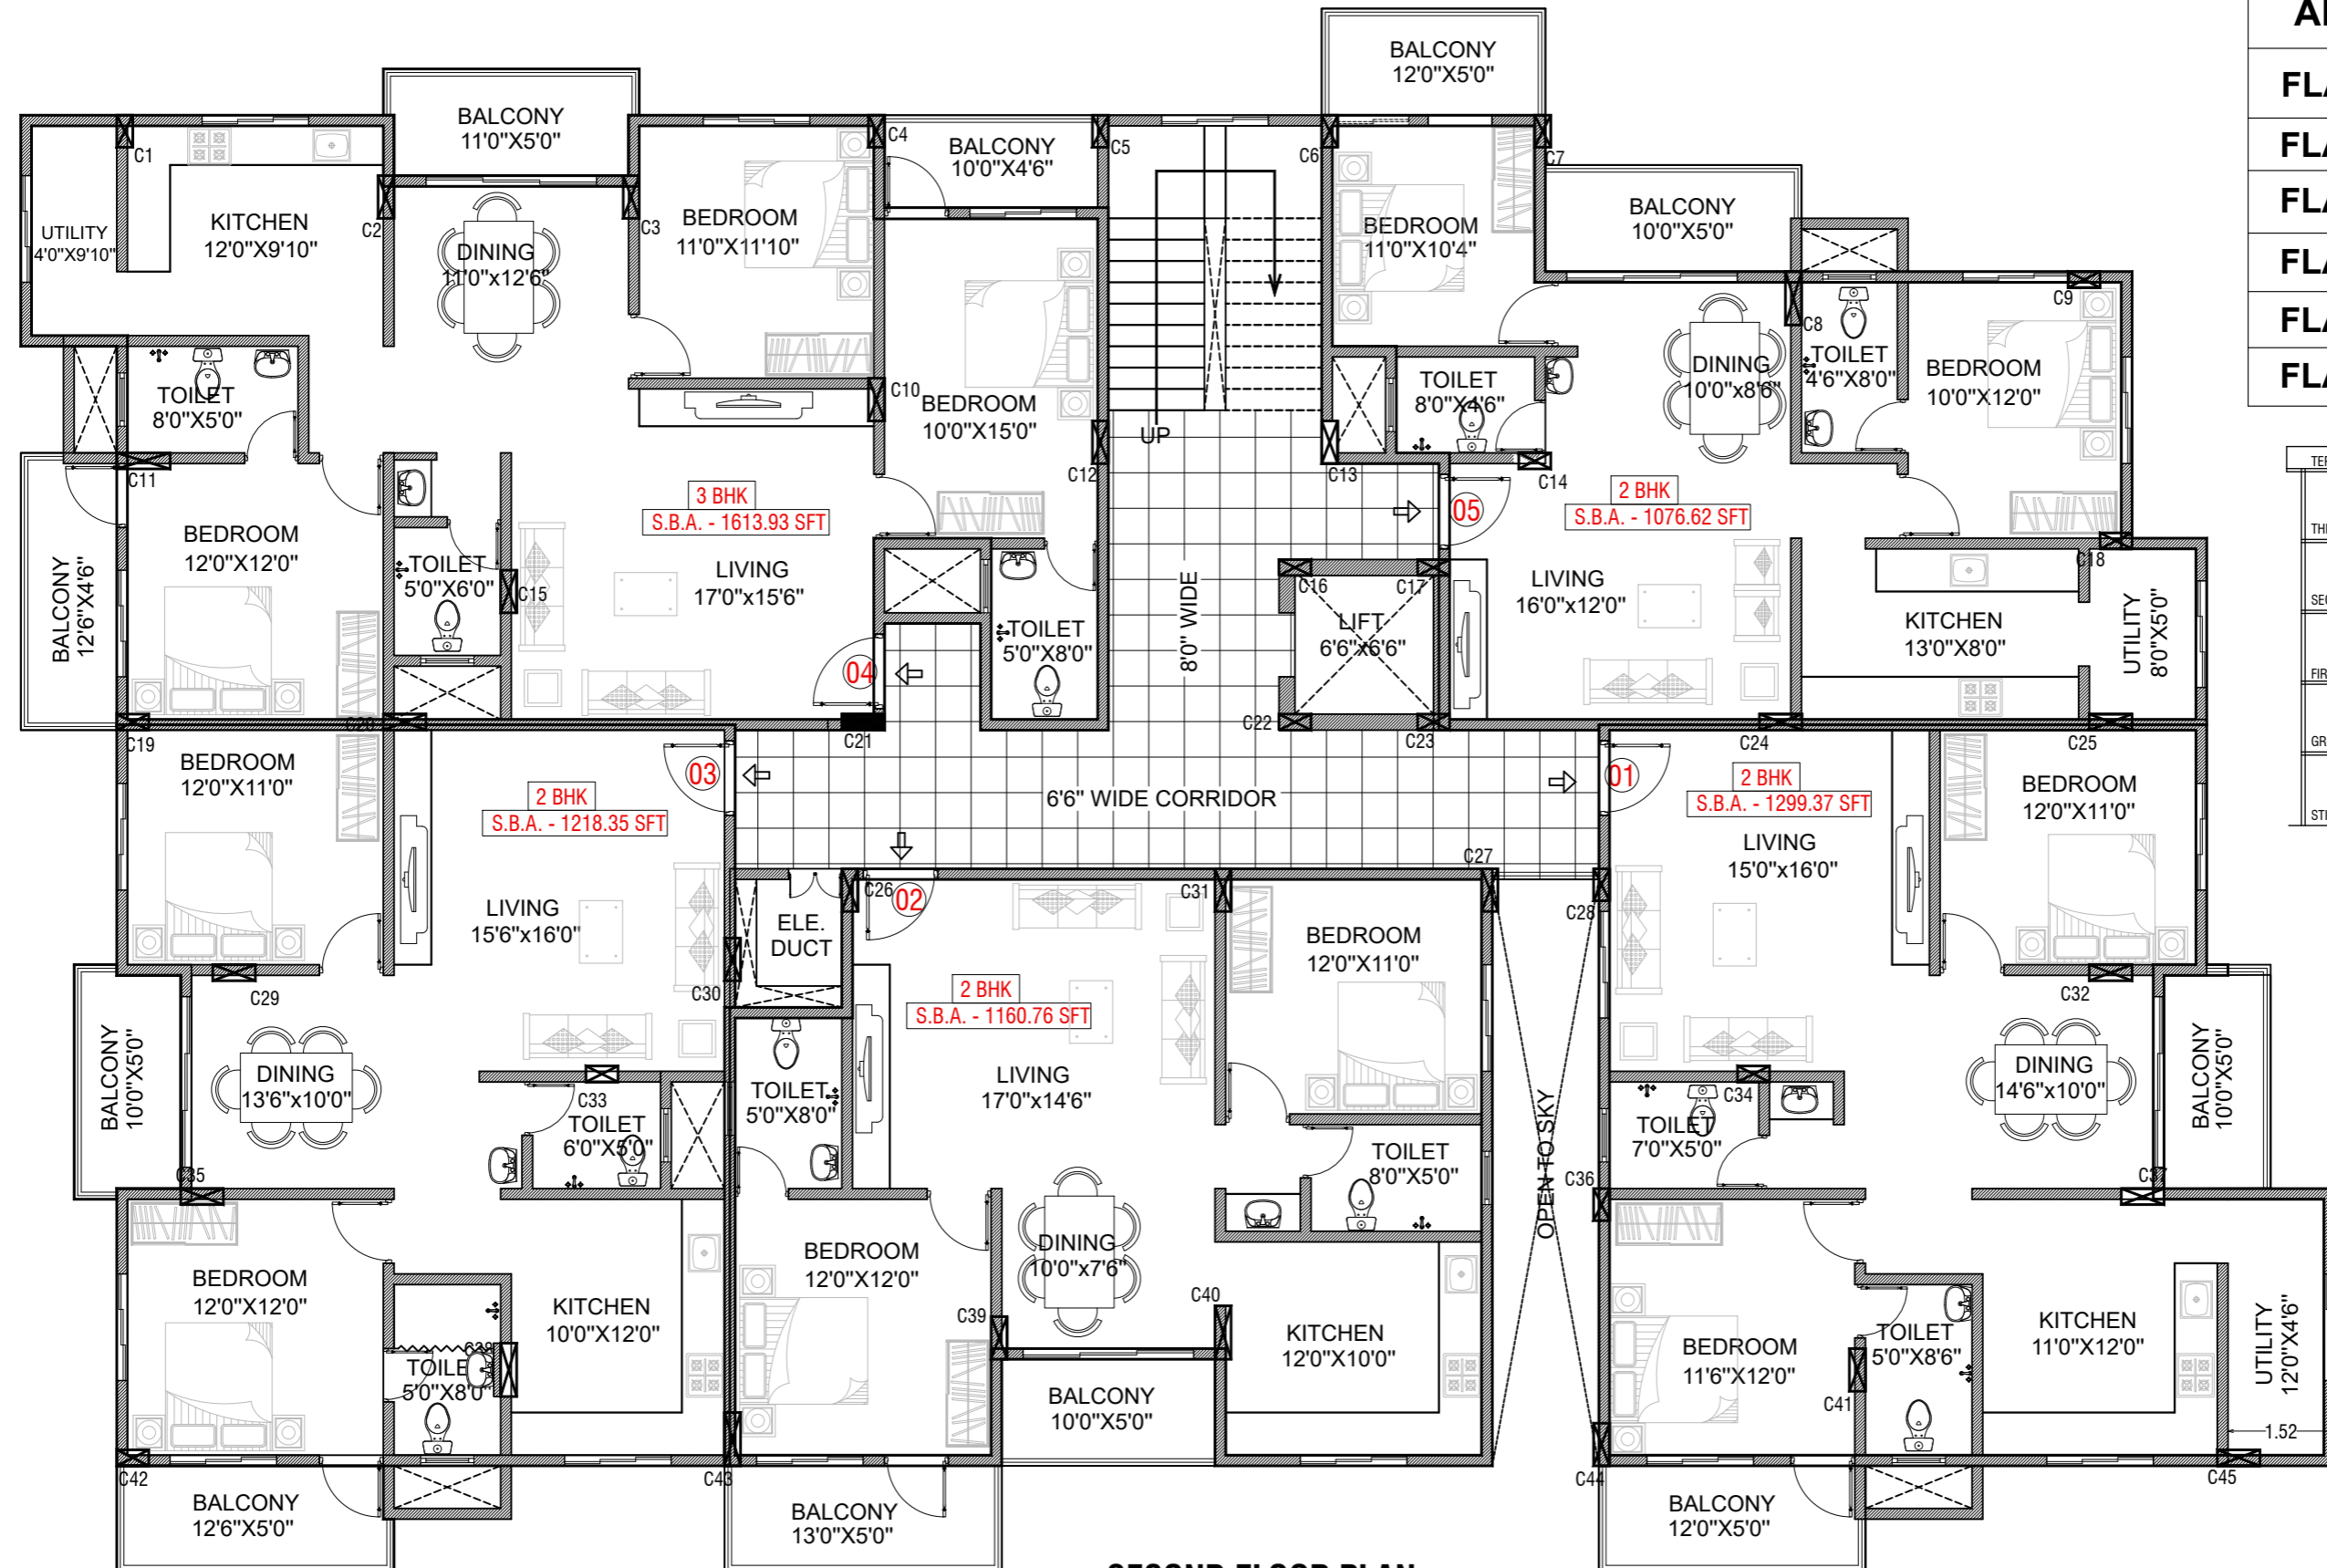 BALCONY
12'0"X5'0"
BALCONY
11'0"X5'0"
C1
KITCHEN
12'0"X9'10"
UTILITY
4'0"X9'10"
C2
DINING
11'0"x12'6"
C3
BEDROOM
11'0"X11'10"
C4
BALCONY
10'0"X4'6"
C5
C6
BEDROOM
11'0"X10'4"
C7
BALCONY
10'0"X5'0"
C8
C9
TOILET
4'6"X8'0"
DINING
10'0"x8'6"
BEDROOM
10'0"X12'0"
TOILET
8'0"X5'0"
C10
BEDROOM
10'0"X15'0"
UP
TOILET
8'0"X4'6"
C11
C12
C13
C14
3 BHK
S.B.A. - 1613.93 SFT
2 BHK
S.B.A. - 1076.62 SFT
05
BEDROOM
12'0"X12'0"
BALCONY
12'6"X4'6"
TOILET
5'0"X6'0"
C15
LIVING
17'0"x15'6"
TOILET
5'0"X8'0"
8'0" WIDE
C16
C17
LIFT
6'6"x6'6"
LIVING
16'0"x12'0"
C18
KITCHEN
13'0"X8'0"
UTILITY
8'0"X5'0"
04
C19
C20
C21
C22
C23
C24
C25
BEDROOM
12'0"X11'0"
03
2 BHK
S.B.A. - 1218.35 SFT
6'6" WIDE CORRIDOR
01
2 BHK
S.B.A. - 1299.37 SFT
BEDROOM
12'0"X11'0"
LIVING
15'0"x16'0"
C26
02
C27
C28
C31
LIVING
15'6"x16'0"
ELE.
DUCT
BEDROOM
12'0"X11'0"
C29
C30
C32
2 BHK
S.B.A. - 1160.76 SFT
BALCONY
10'0"X5'0"
DINING
13'6"x10'0"
C33
TOILET
6'0"X5'0"
TOILET
5'0"X8'0"
LIVING
17'0"x14'6"
TOILET
8'0"X5'0"
OPEN TO SKY
TOILET
7'0"X5'0"
C34
DINING
14'6"x10'0"
BALCONY
10'0"X5'0"
C35
C36
C37
BEDROOM
12'0"X12'0"
KITCHEN
10'0"X12'0"
TOILE
5'0"X8'0"
BEDROOM
12'0"X12'0"
DINING
10'0"x7'6"
C39
C40
KITCHEN
12'0"X10'0"
BALCONY
10'0"X5'0"
BEDROOM
11'6"X12'0"
C41
TOILET
5'0"X8'6"
KITCHEN
11'0"X12'0"
UTILITY
12'0"X4'6"
1.52
C42
C43
C44
C45
BALCONY
12'6"X5'0"
BALCONY
13'0"X5'0"
BALCONY
12'0"X5'0"
SECOND FLOOR PLAN